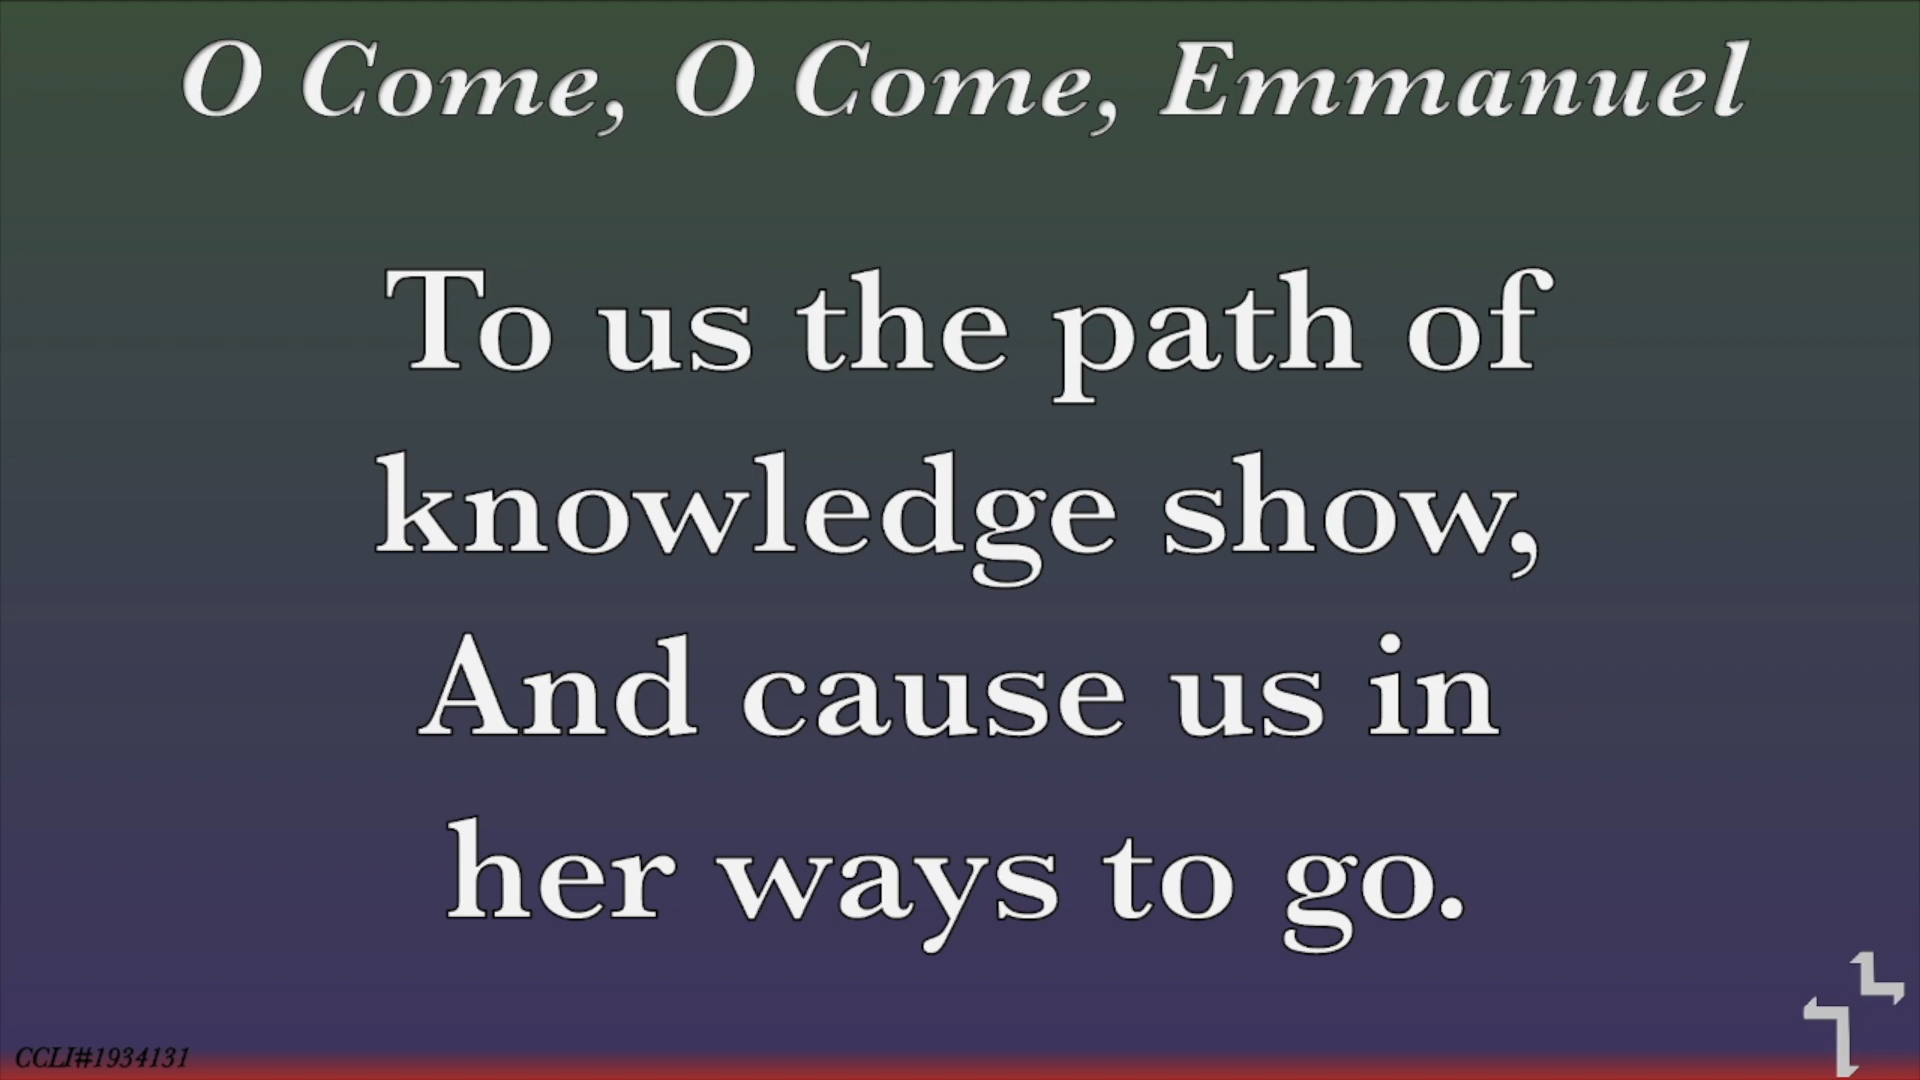 O Come, O Come, Emmanuel
To us the path of
knowledge show,
And cause us in
her ways to go.
CCLI#1934131